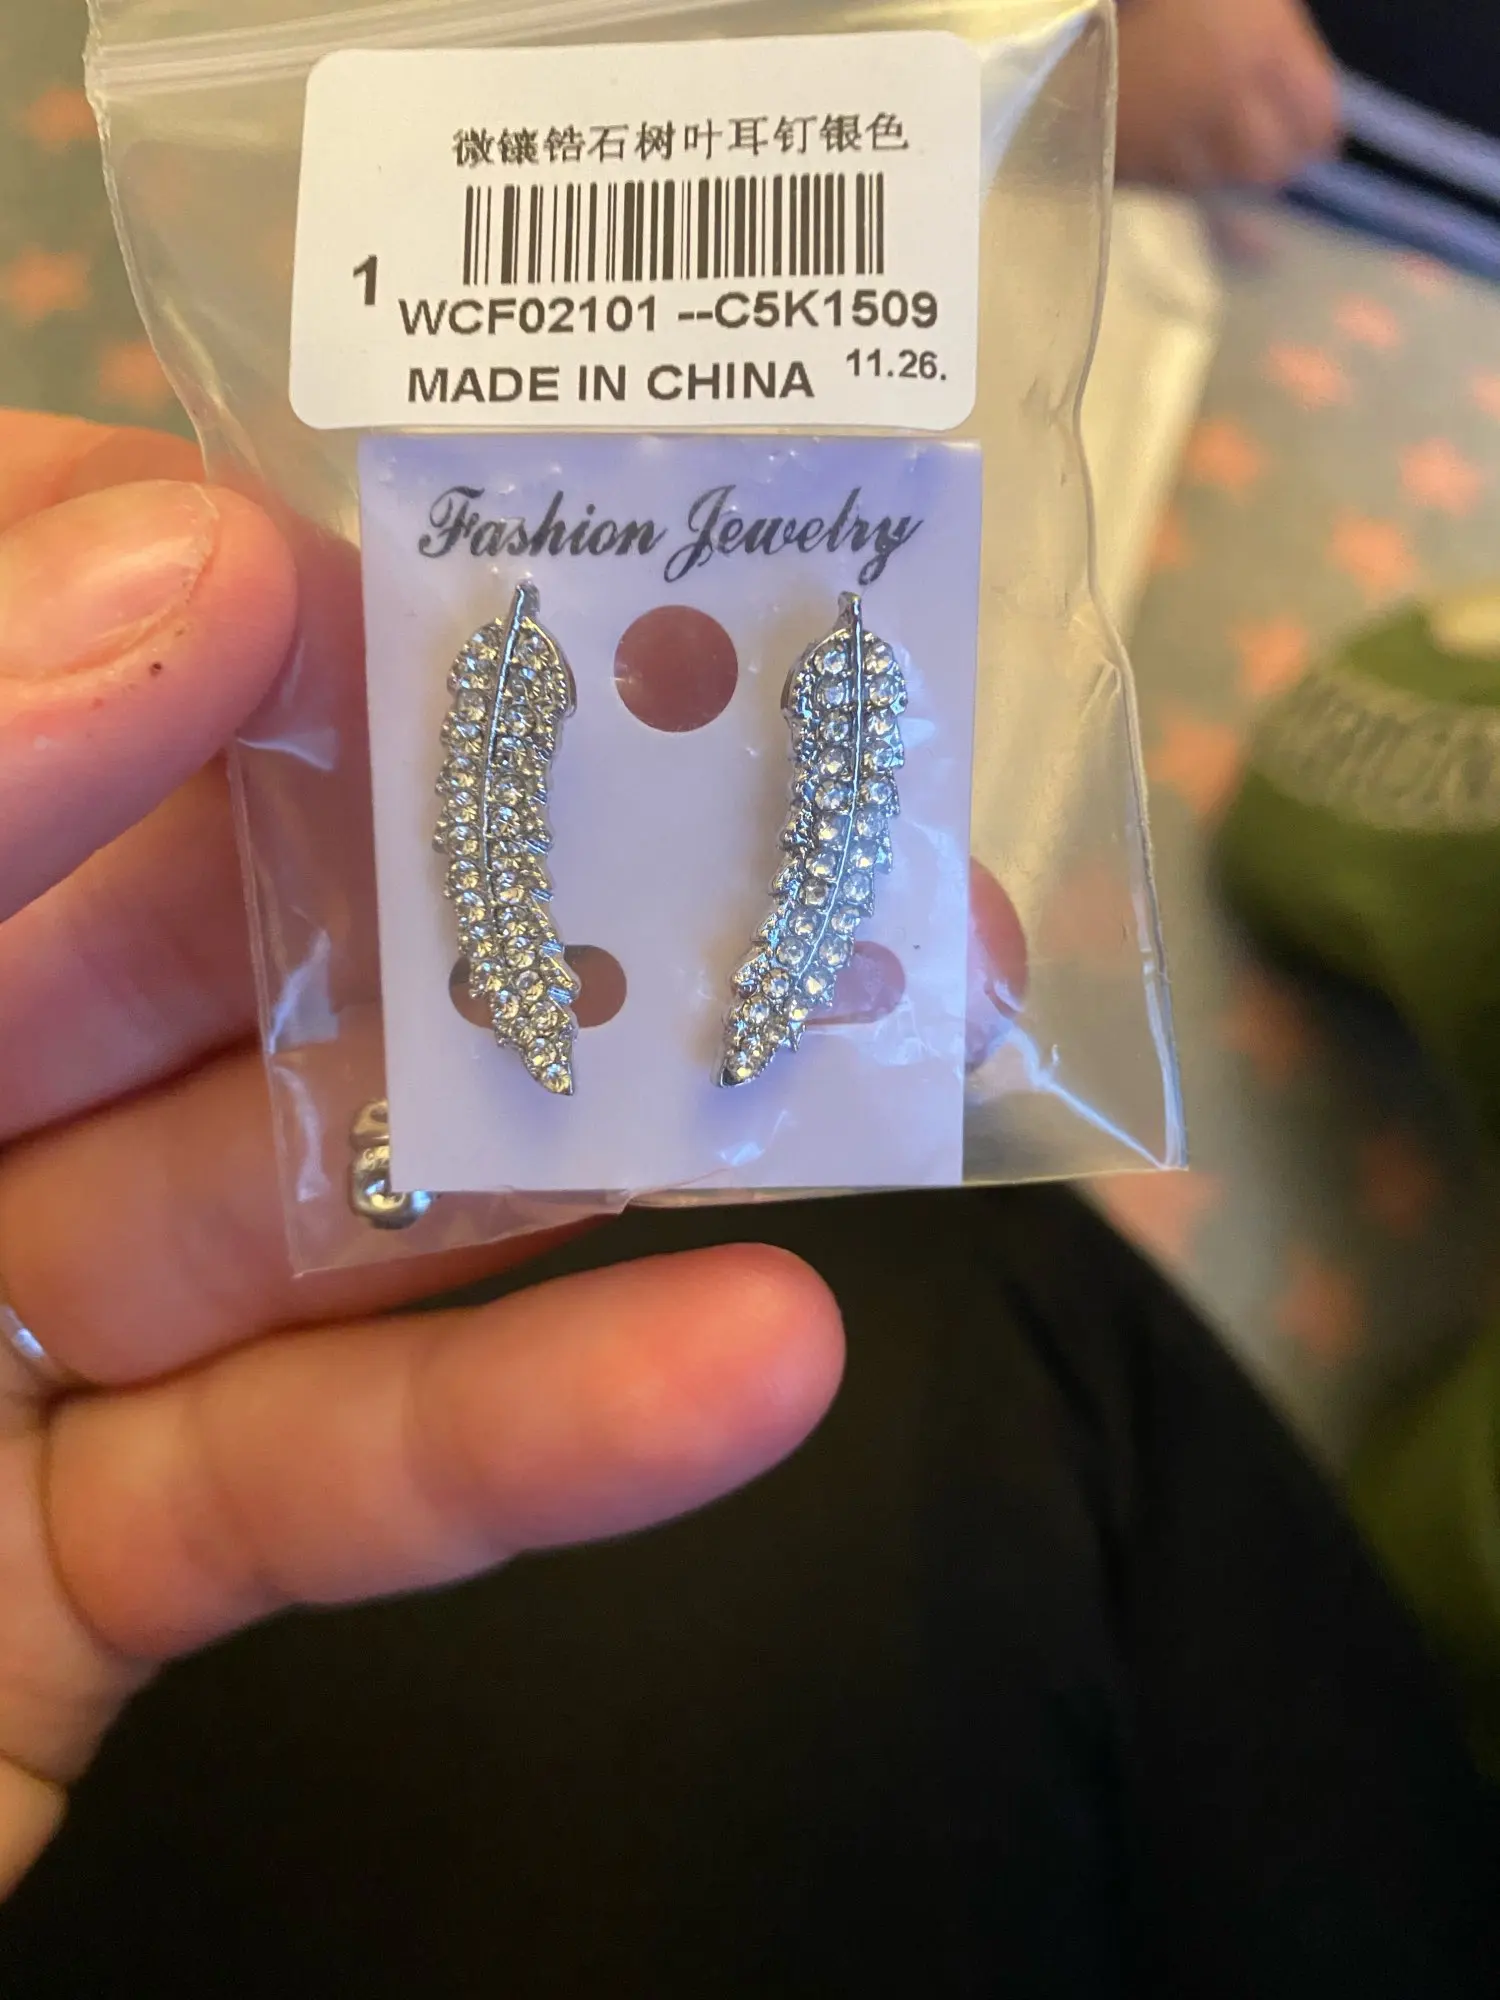 微镶锆石树叶耳钉银色
1
WCF02101 --C5K1509
MADE IN CHINA 11.26.
Fashion Jewelry